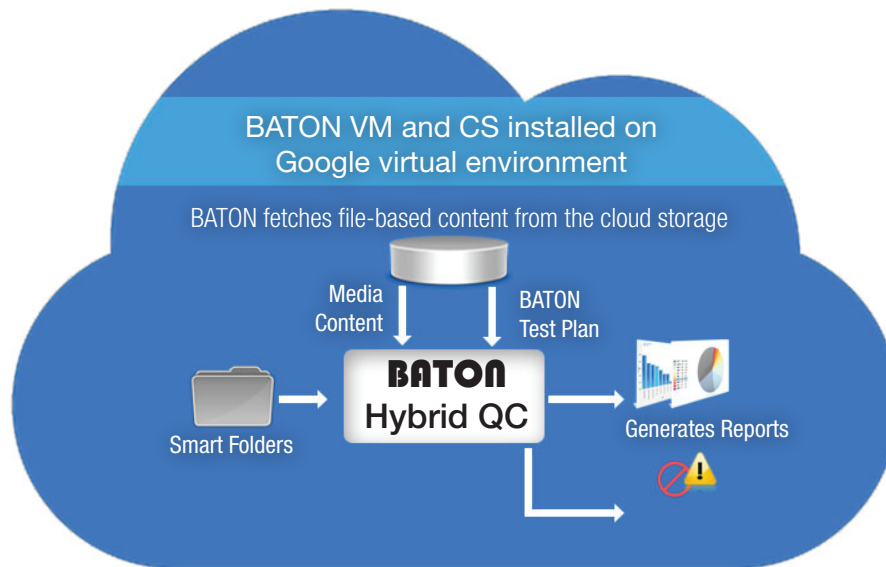 BATON VM and CS installed on
Google virtual environment
BATON fetches file-based content from the cloud storage
Media
Content
BATON
Test Plan
BATON
Hybrid QC
Smart Folders
Generates Reports